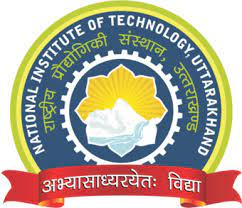 NATIONAL INSTITUTE OF TECHNOLOGY, UTTARAKHAND
राष्ट्रीय प्रौद्योगिकी संस्थान, उत्तराखण्ड
अभ्यासाध्यरयेतः विद्या